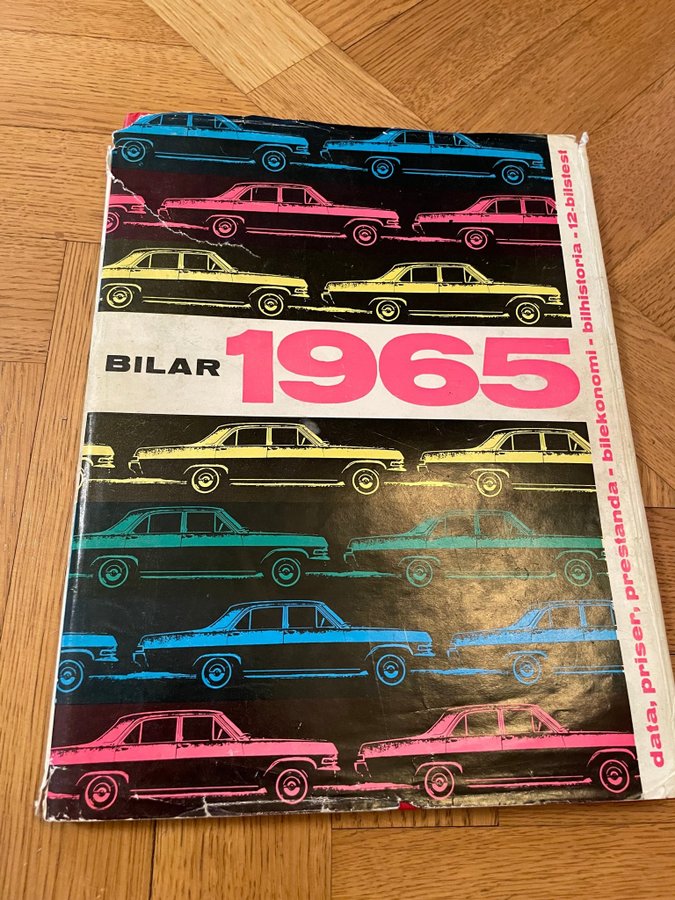 BILAR 1965
data, priser, prestanda - bilekonomi - bilhistoria - 12-bilstest